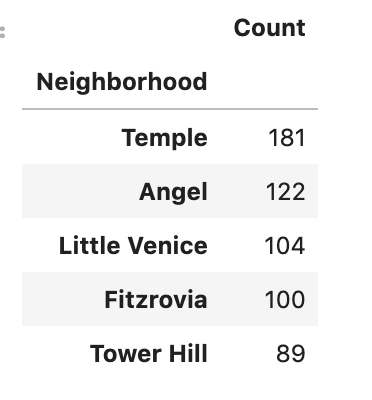 Count
Neighborhood
Temple 181
Angel 122
Little Venice 104
Fitzrovia 100
Tower Hill 89